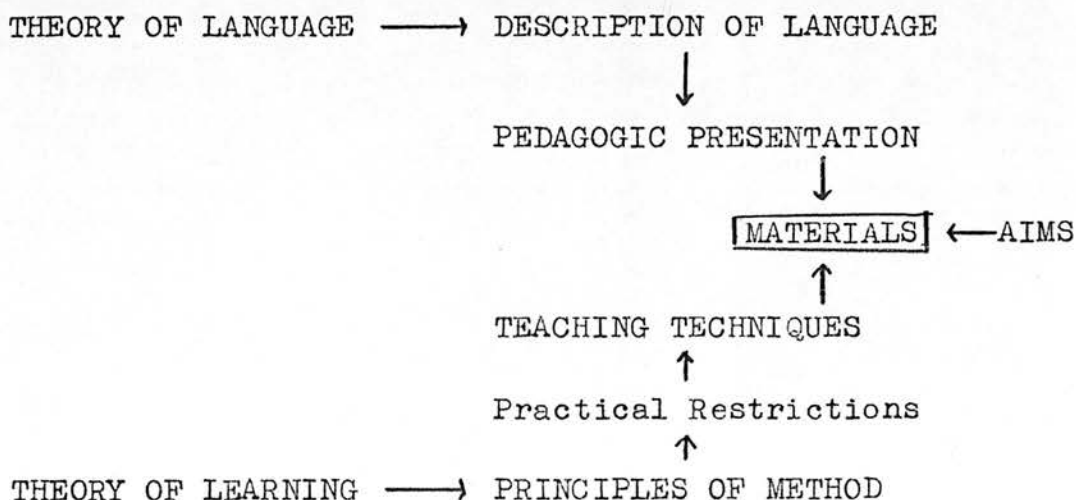 THEORY OF LANGUAGE → DESCRIPTION OF LANGUAGE
↓
PEDAGOGIC PRESENTATION
↓
MATERIALS ← AIMS
↑
TEACHING TECHNIQUES
↑
Practical Restrictions
↑
THEORY OF LEARNING → PRINCIPLES OF METHOD